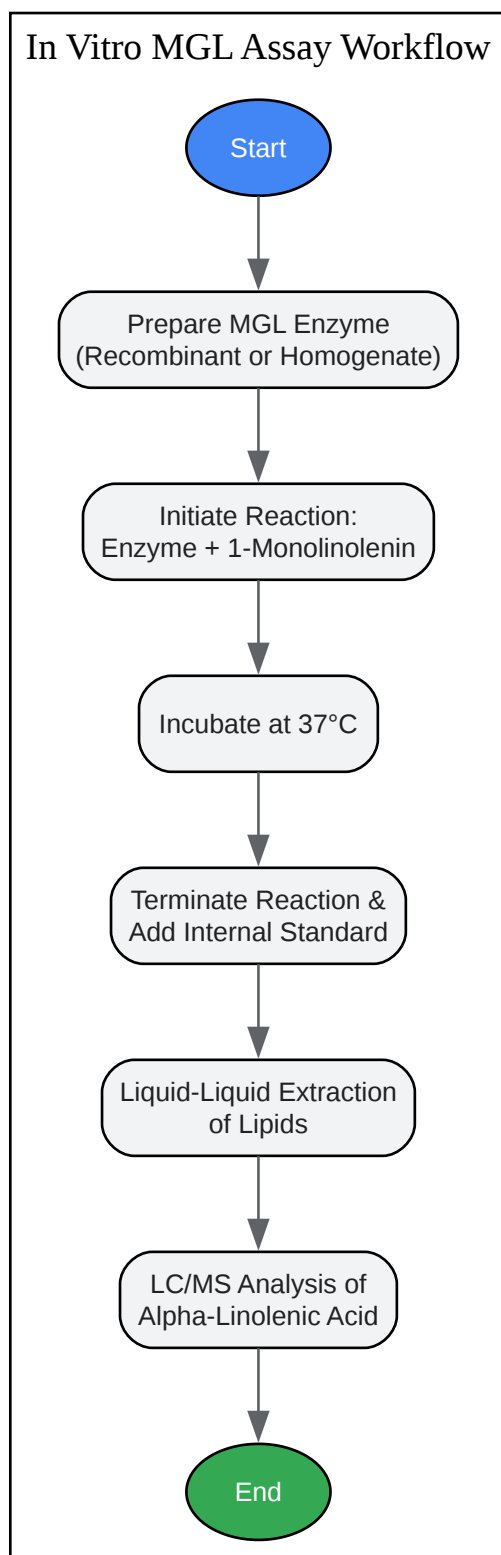 In Vitro MGL Assay Workflow
Start
Prepare MGL Enzyme
(Recombinant or Homogenate)
Initiate Reaction:
Enzyme + 1-Monolinolenin
Incubate at 37°C
Terminate Reaction &
Add Internal Standard
Liquid-Liquid Extraction
of Lipids
LC/MS Analysis of
Alpha-Linolenic Acid
End